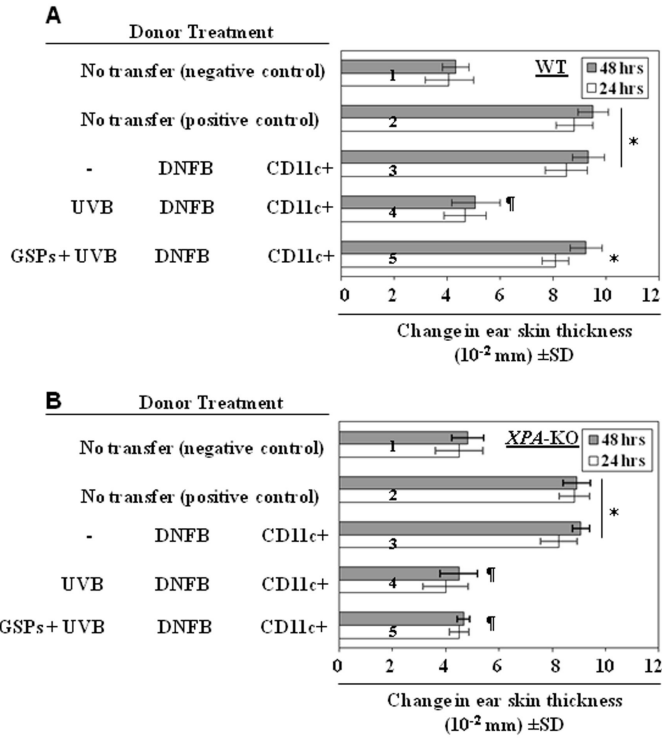 A
Donor Treatment
No transfer (negative control)
No transfer (positive control)
- DNFB CD11c+
UVB DNFB CD11c+
GSPs + UVB DNFB CD11c+
WT
48 hrs
24 hrs
1
2
3
4
5
*
¶
*
0 2 4 6 8 10 12
Change in ear skin thickness
(10-2 mm) ±SD
B
Donor Treatment
No transfer (negative control)
No transfer (positive control)
- DNFB CD11c+
UVB DNFB CD11c+
GSPs + UVB DNFB CD11c+
XPA-KO
48 hrs
24 hrs
1
2
3
4
5
*
¶
¶
0 2 4 6 8 10 12
Change in ear skin thickness
(10-2 mm) ±SD